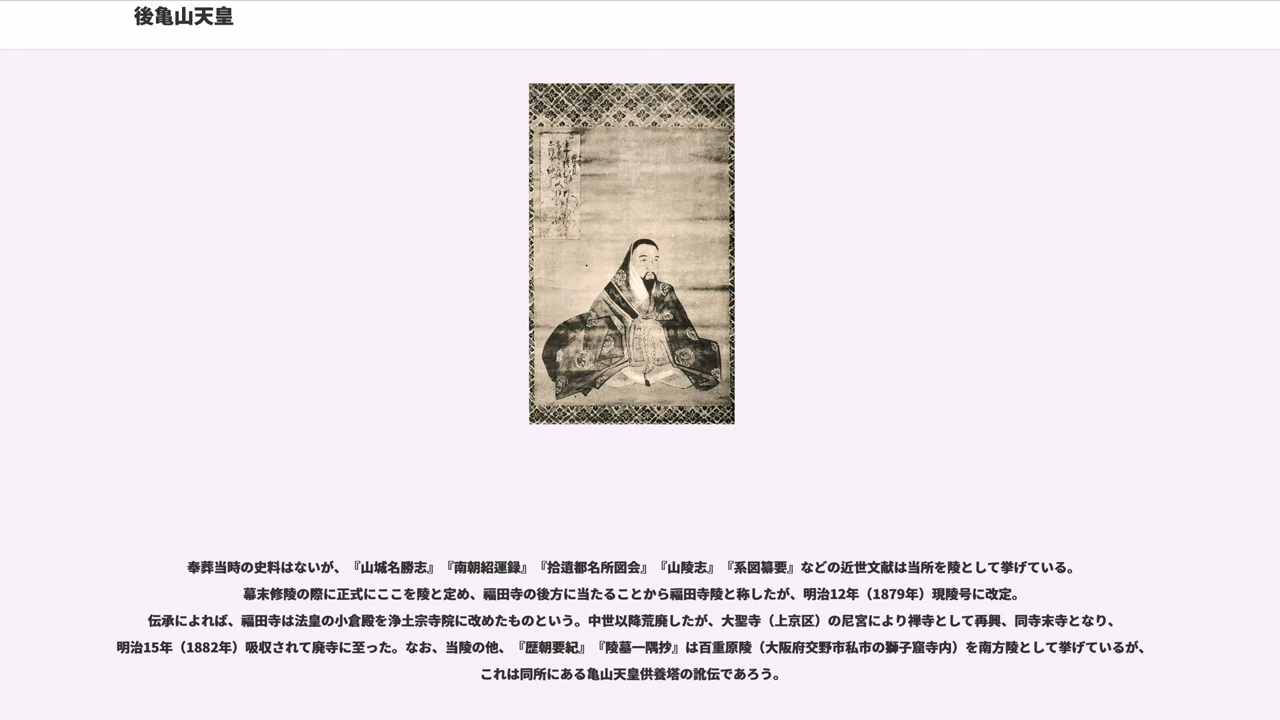 後亀山天皇
奉葬当時の史料はないが、『山城名勝志』『南朝紹運録』『拾遺都名所図会』『山陵志』『系図纂要』などの近世文献は当所を陵として挙げている。
幕末修陵の際に正式にここを陵と定め、福田寺の後方に当たることから福田寺陵と称したが、明治12年（1879年）現陵号に改定。
伝承によれば、福田寺は法皇の小倉殿を浄土宗寺院に改めたものという。中世以降荒廃したが、大聖寺（上京区）の尼宮により禅寺として再興、同寺末寺となり、
明治15年（1882年）吸収されて廃寺に至った。なお、当陵の他、『歴朝要紀』『陵墓一隅抄』は百重原陵（大阪府交野市私市の獅子窟寺内）を南方陵として挙げているが、
これは同所にある亀山天皇供養塔の訛伝であろう。